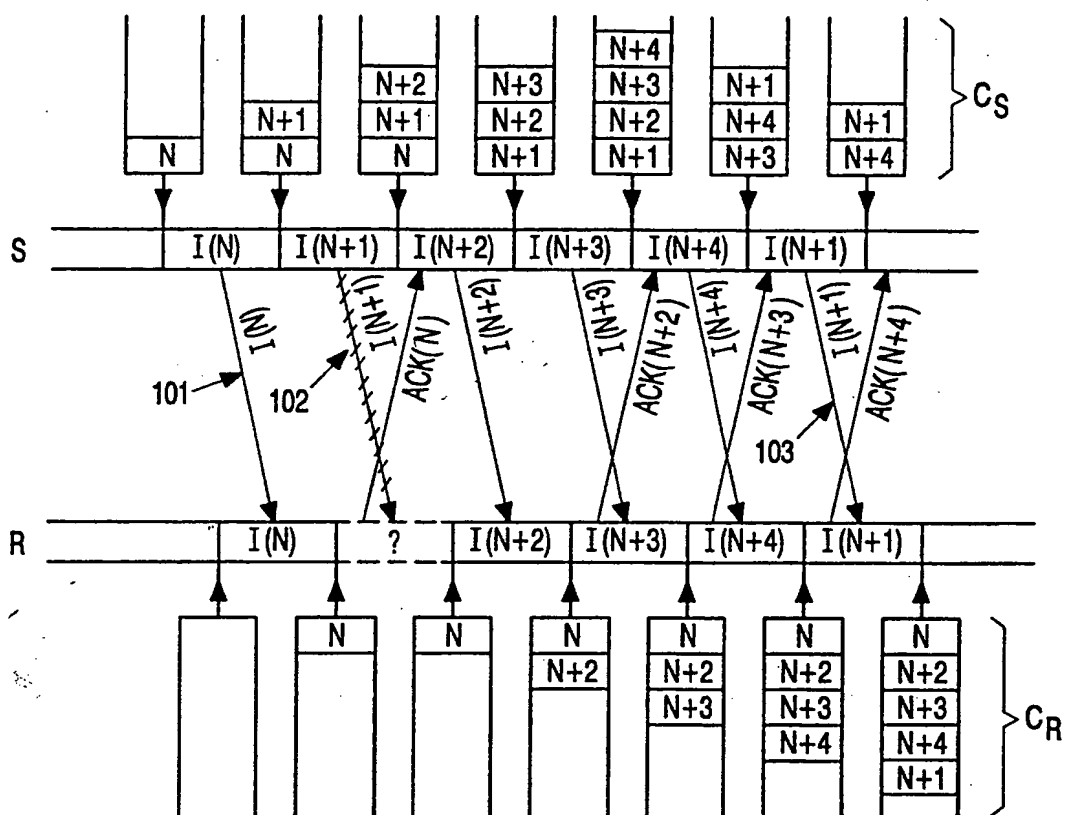 N
N+1
N
N+2
N+1
N
N+3
N+2
N+1
N+4
N+3
N+2
N+1
N+1
N+4
N+3
N+1
N+4
CS
S
I(N)
I(N+1)
I(N+2)
I(N+3)
I(N+4)
I(N+1)
I(N)
I(N+1)
ACK(N)
I(N+2)
I(N+3)
ACK(N+2)
I(N+4)
ACK(N+3)
I(N+1)
ACK(N+4)
101
102
103
R
I(N)
?
I(N+2)
I(N+3)
I(N+4)
I(N+1)
N
N
N
N+2
N
N+2
N+3
N
N+2
N+3
N+4
N
N+2
N+3
N+4
N+1
CR